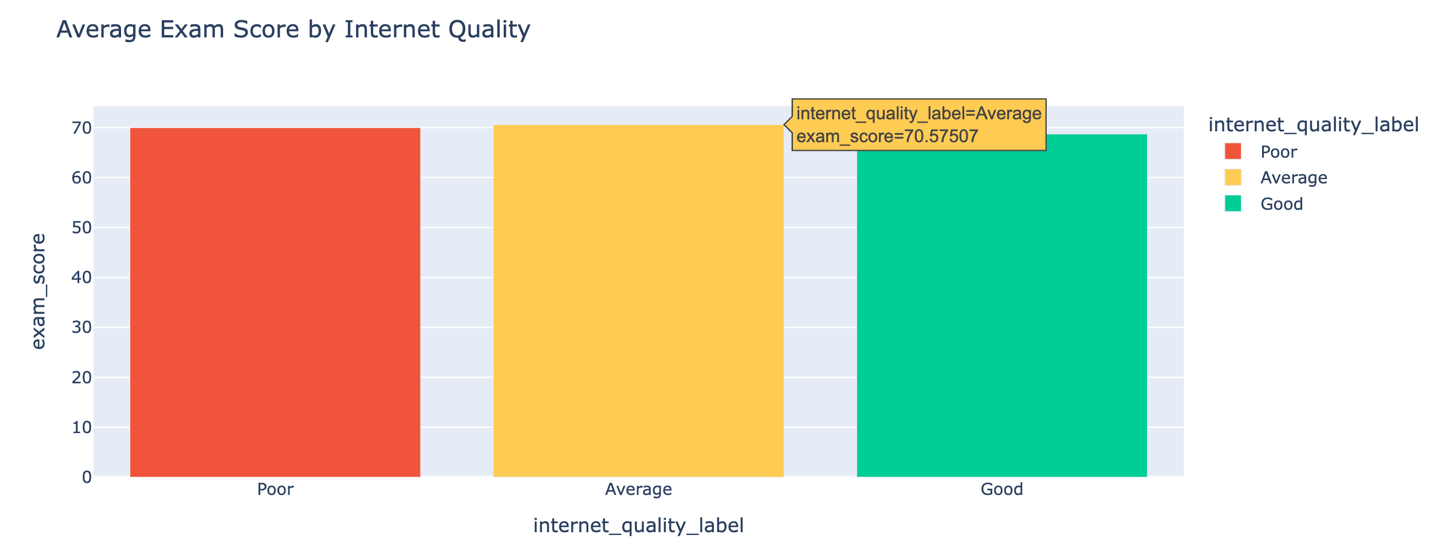 Average Exam Score by Internet Quality
internet_quality_label=Average
exam_score=70.57507
internet_quality_label
Poor
Average
Good
exam_score
70
60
50
40
30
20
10
0
Poor
Average
Good
internet_quality_label